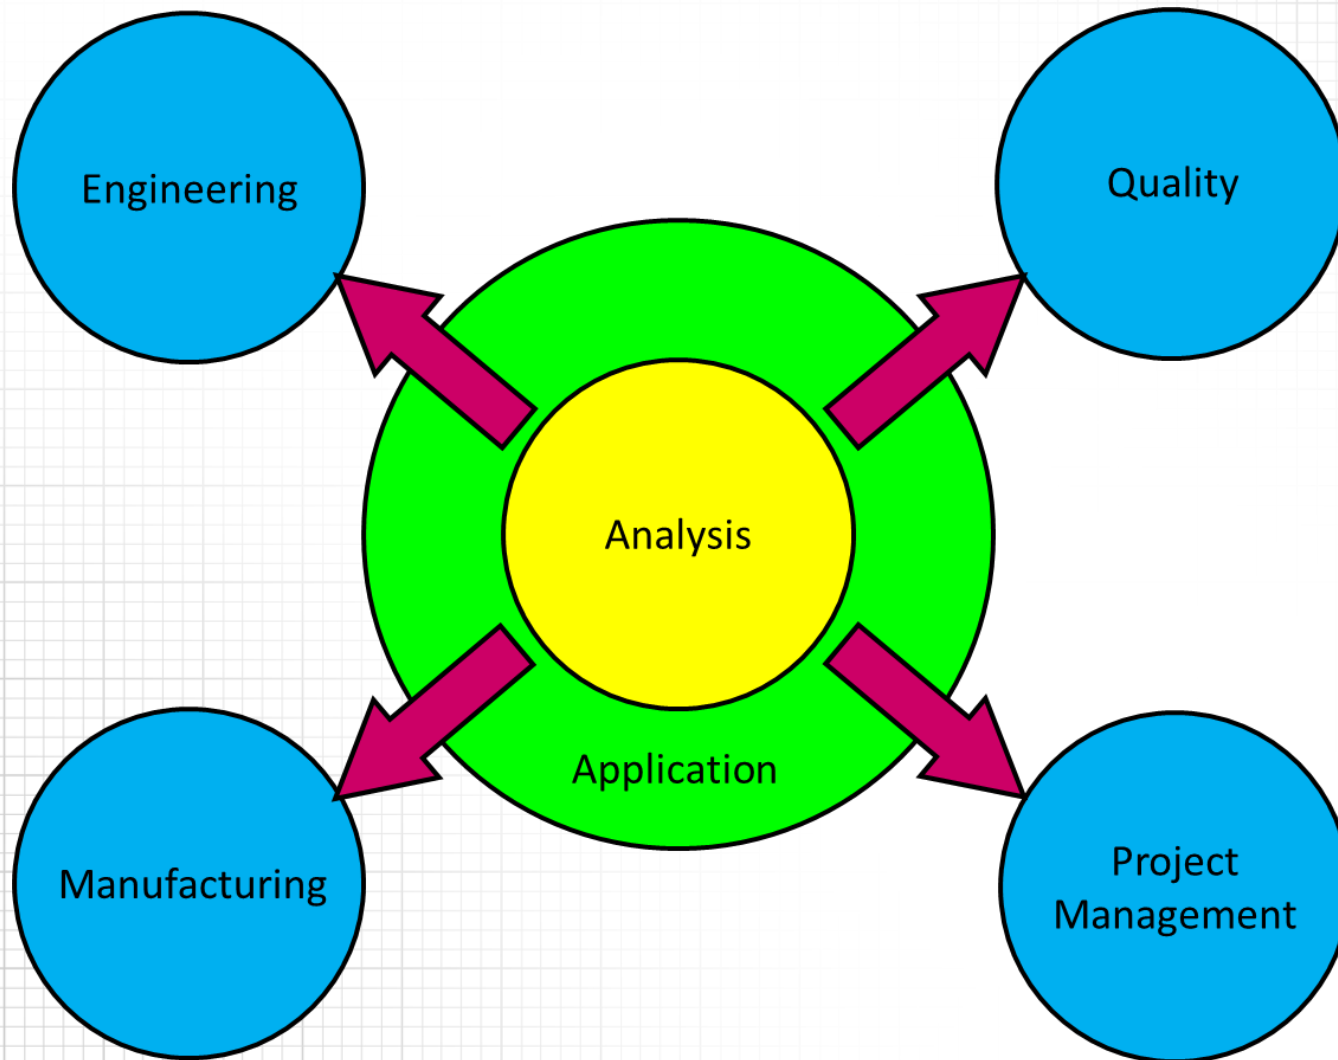 Engineering
Quality
Analysis
Application
Manufacturing
Project
Management